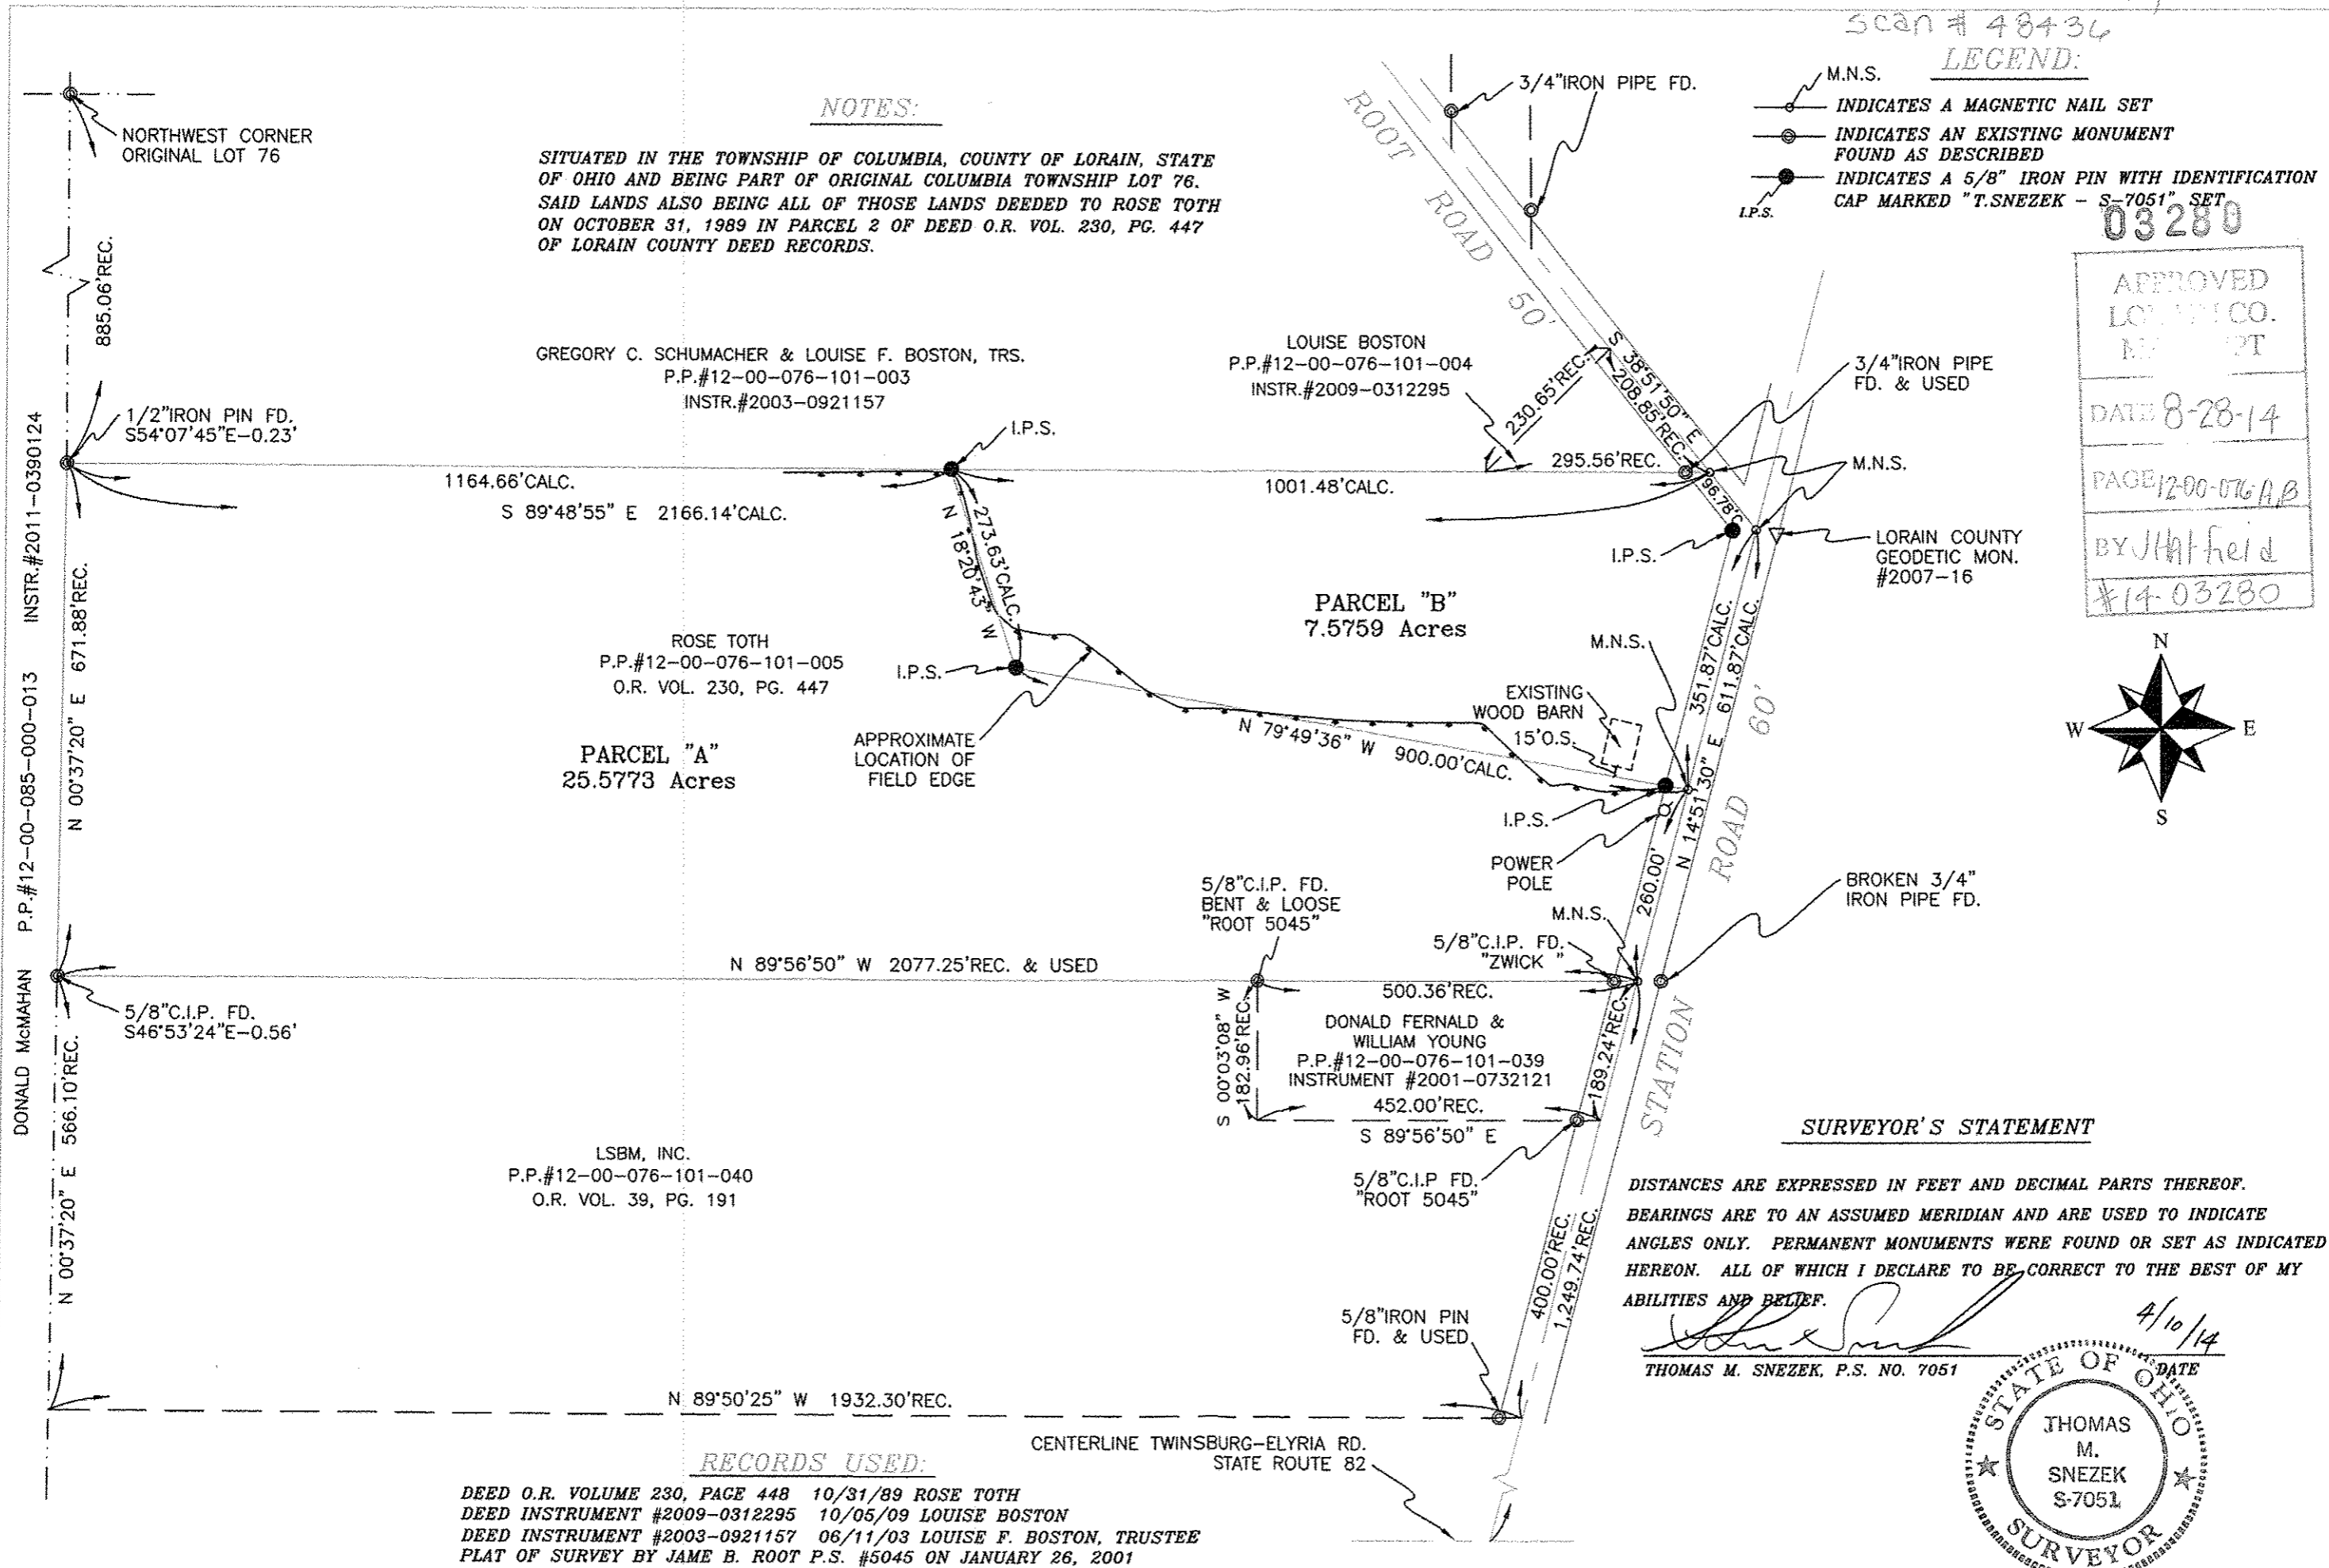 Scan # 48436
LEGEND:
M.N.S.
INDICATES A MAGNETIC NAIL SET
INDICATES AN EXISTING MONUMENT
FOUND AS DESCRIBED
INDICATES A 5/8" IRON PIN WITH IDENTIFICATION
CAP MARKED "T.SNEZEK - S-7051" SET
I.P.S.
03280
APPROVED
CO.
DATE 8-28-14
PAGE 12-00-076-A,B
BY JHatfield
#14-03280
N
W
E
S
NOTES:
SITUATED IN THE TOWNSHIP OF COLUMBIA, COUNTY OF LORAIN, STATE
OF OHIO AND BEING PART OF ORIGINAL COLUMBIA TOWNSHIP LOT 76.
SAID LANDS ALSO BEING ALL OF THOSE LANDS DEEDED TO ROSE TOTH
ON OCTOBER 31, 1989 IN PARCEL 2 OF DEED O.R. VOL. 230, PG. 447
OF LORAIN COUNTY DEED RECORDS.
NORTHWEST CORNER
ORIGINAL LOT 76
885.06'REC.
3/4"IRON PIPE FD.
ROOT ROAD 50'
GREGORY C. SCHUMACHER & LOUISE F. BOSTON, TRS.
P.P.#12-00-076-101-003
INSTR.#2003-0921157
LOUISE BOSTON
P.P.#12-00-076-101-004
INSTR.#2009-0312295
230.65'REC.
S 38°51'50" E
208.85'REC.
3/4"IRON PIPE
FD. & USED
1/2"IRON PIN FD.
S54°07'45"E-0.23'
I.P.S.
295.56'REC.
M.N.S.
1164.66'CALC.
1001.48'CALC.
96.78'C
S 89°48'55" E 2166.14'CALC.
273.63'CALC.
N 18°20'43" W
I.P.S.
LORAIN COUNTY
GEODETIC MON.
#2007-16
DONALD McMAHAN P.P.#12-00-085-000-013 INSTR.#2011-0390124
N 00°37'20" E 671.88'REC.
PARCEL "B"
7.5759 Acres
ROSE TOTH
P.P.#12-00-076-101-005
O.R. VOL. 230, PG. 447
I.P.S.
M.N.S.
351.87'CALC.
611.87'CALC.
EXISTING
WOOD BARN
15'O.S.
PARCEL "A"
25.5773 Acres
APPROXIMATE
LOCATION OF
FIELD EDGE
N 79°49'36" W 900.00'CALC.
N 14°51'30" E
I.P.S.
POWER
POLE
260.00'
STATION ROAD 60'
BROKEN 3/4"
IRON PIPE FD.
5/8"C.I.P. FD.
BENT & LOOSE
"ROOT 5045"
M.N.S.
5/8"C.I.P. FD.
"ZWICK "
N 89°56'50" W 2077.25'REC. & USED
500.36'REC.
5/8"C.I.P. FD.
S46°53'24"E-0.56'
S 00°03'08" W
182.96'REC.
DONALD FERNALD &
WILLIAM YOUNG
P.P.#12-00-076-101-039
INSTRUMENT #2001-0732121
189.24'REC.
452.00'REC.
S 89°56'50" E
N 00°37'20" E 566.10'REC.
LSBM, INC.
P.P.#12-00-076-101-040
O.R. VOL. 39, PG. 191
5/8"C.I.P FD.
"ROOT 5045"
400.00'REC.
1,249.74'REC.
5/8"IRON PIN
FD. & USED
N 89°50'25" W 1932.30'REC.
CENTERLINE TWINSBURG-ELYRIA RD.
STATE ROUTE 82
SURVEYOR'S STATEMENT
DISTANCES ARE EXPRESSED IN FEET AND DECIMAL PARTS THEREOF.
BEARINGS ARE TO AN ASSUMED MERIDIAN AND ARE USED TO INDICATE
ANGLES ONLY. PERMANENT MONUMENTS WERE FOUND OR SET AS INDICATED
HEREON. ALL OF WHICH I DECLARE TO BE CORRECT TO THE BEST OF MY
ABILITIES AND BELIEF.
4/10/14
THOMAS M. SNEZEK, P.S. NO. 7051
DATE
STATE OF OHIO
THOMAS
M.
SNEZEK
S-7051
SURVEYOR
RECORDS USED:
DEED O.R. VOLUME 230, PAGE 448 10/31/89 ROSE TOTH
DEED INSTRUMENT #2009-0312295 10/05/09 LOUISE BOSTON
DEED INSTRUMENT #2003-0921157 06/11/03 LOUISE F. BOSTON, TRUSTEE
PLAT OF SURVEY BY JAME B. ROOT P.S. #5045 ON JANUARY 26, 2001